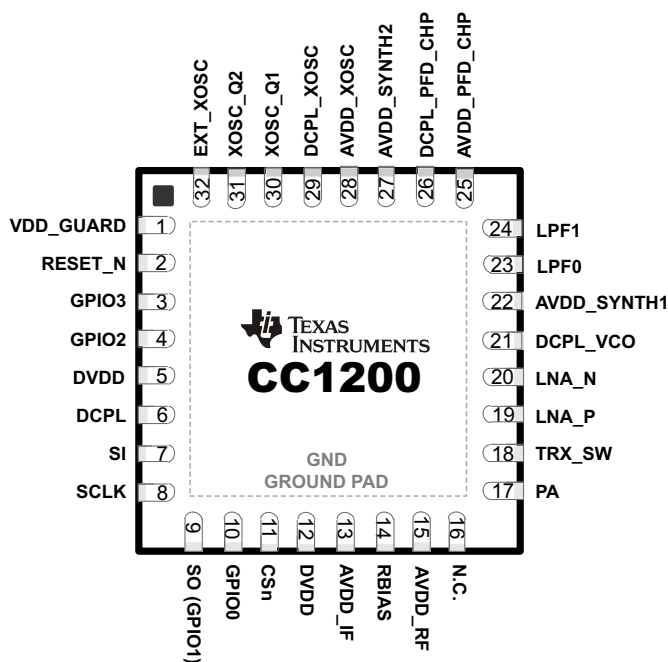 EXT_XOSC
XOSC_Q2
XOSC_Q1
DCPL_XOSC
AVDD_XOSC
AVDD_SYNTH2
DCPL_PFD_CHP
AVDD_PFD_CHP
32
31
30
29
28
27
26
25
VDD_GUARD 1
RESET_N 2
GPIO3 3
GPIO2 4
DVDD 5
DCPL 6
SI 7
SCLK 8
24 LPF1
23 LPF0
22 AVDD_SYNTH1
21 DCPL_VCO
20 LNA_N
19 LNA_P
18 TRX_SW
17 PA
TEXAS
INSTRUMENTS
CC1200
GND
GROUND PAD
9
10
11
12
13
14
15
16
SO (GPIO1)
GPIO0
CSn
DVDD
AVDD_IF
RBIAS
AVDD_RF
N.C.